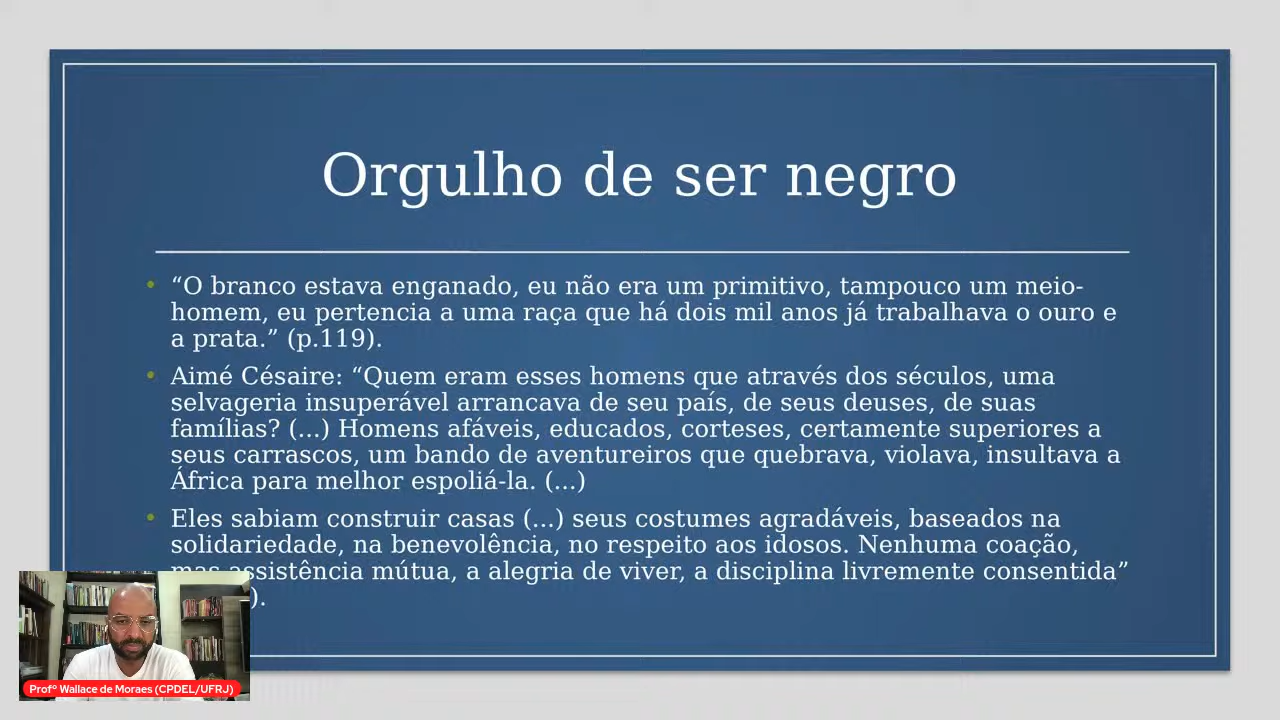 Orgulho de ser negro
“O branco estava enganado, eu não era um primitivo, tampouco um meio-
homem, eu pertencia a uma raça que há dois mil anos já trabalhava o ouro e
a prata.” (p.119).
Aimé Césaire: “Quem eram esses homens que através dos séculos, uma
selvageria insuperável arrancava de seu país, de seus deuses, de suas
famílias? (...) Homens afáveis, educados, corteses, certamente superiores a
seus carrascos, um bando de aventureiros que quebrava, violava, insultava a
África para melhor espoliá-la. (...)
Eles sabiam construir casas (...) seus costumes agradáveis, baseados na
solidariedade, na benevolência, no respeito aos idosos. Nenhuma coação,
mas assistência mútua, a alegria de viver, a disciplina livremente consentida”
).
Profº Wallace de Moraes (CPDEL/UFRJ)